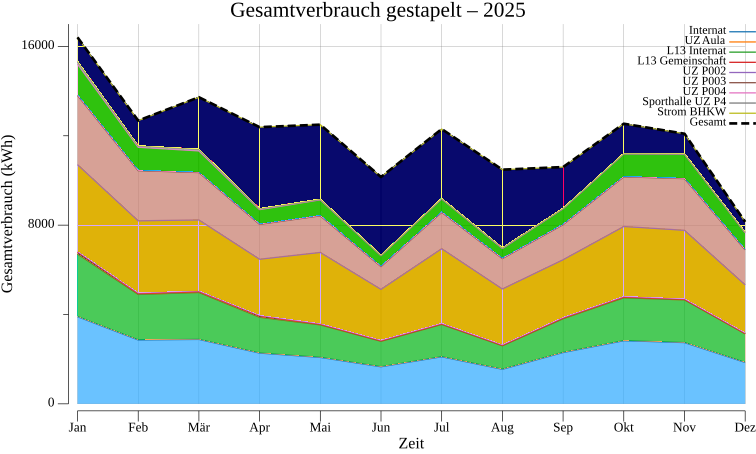 Gesamtverbrauch gestapelt – 2025
16000
8000
0
Gesamtverbrauch (kWh)
Internat
UZ Aula
L13 Internat
L13 Gemeinschaft
UZ P002
UZ P003
UZ P004
Sporthalle UZ P4
Strom BHKW
Gesamt
Jan Feb Mär Apr Mai Jun Jul Aug Sep Okt Nov Dez
Zeit